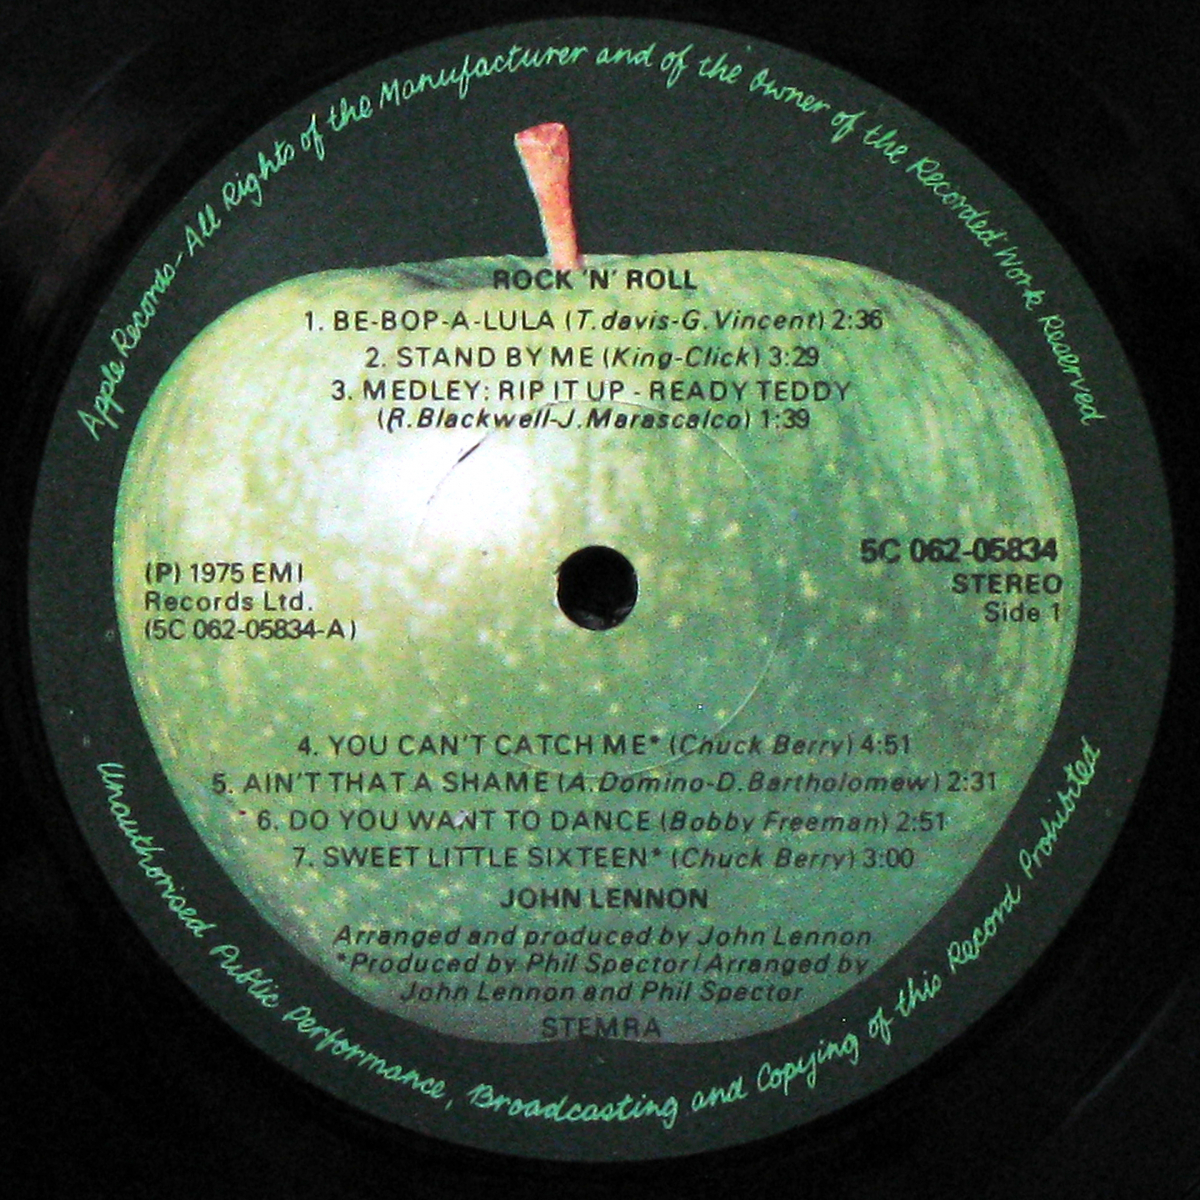 Apple Records - All Rights of the Manufacturer and of the Owner of the Recorded Work Reserved
ROCK 'N' ROLL
1. BE-BOP-A-LULA (T.davis-G.Vincent) 2:36
2. STAND BY ME (King-Click) 3:29
3. MEDLEY: RIP IT UP - READY TEDDY
(R.Blackwell-J.Marascalco) 1:39
(P) 1975 EMI
Records Ltd.
(5C 062-05834-A)
5C 062-05834
STEREO
Side 1
4. YOU CAN'T CATCH ME* (Chuck Berry) 4:51
5. AIN'T THAT A SHAME (A.Domino-D.Bartholomew) 2:31
6. DO YOU WANT TO DANCE (Bobby Freeman) 2:51
7. SWEET LITTLE SIXTEEN* (Chuck Berry) 3:00
JOHN LENNON
Arranged and produced by John Lennon
*Produced by Phil Spector/Arranged by
John Lennon and Phil Spector
STEMRA
Unauthorised Public Performance, Broadcasting and Copying of this Record Prohibited